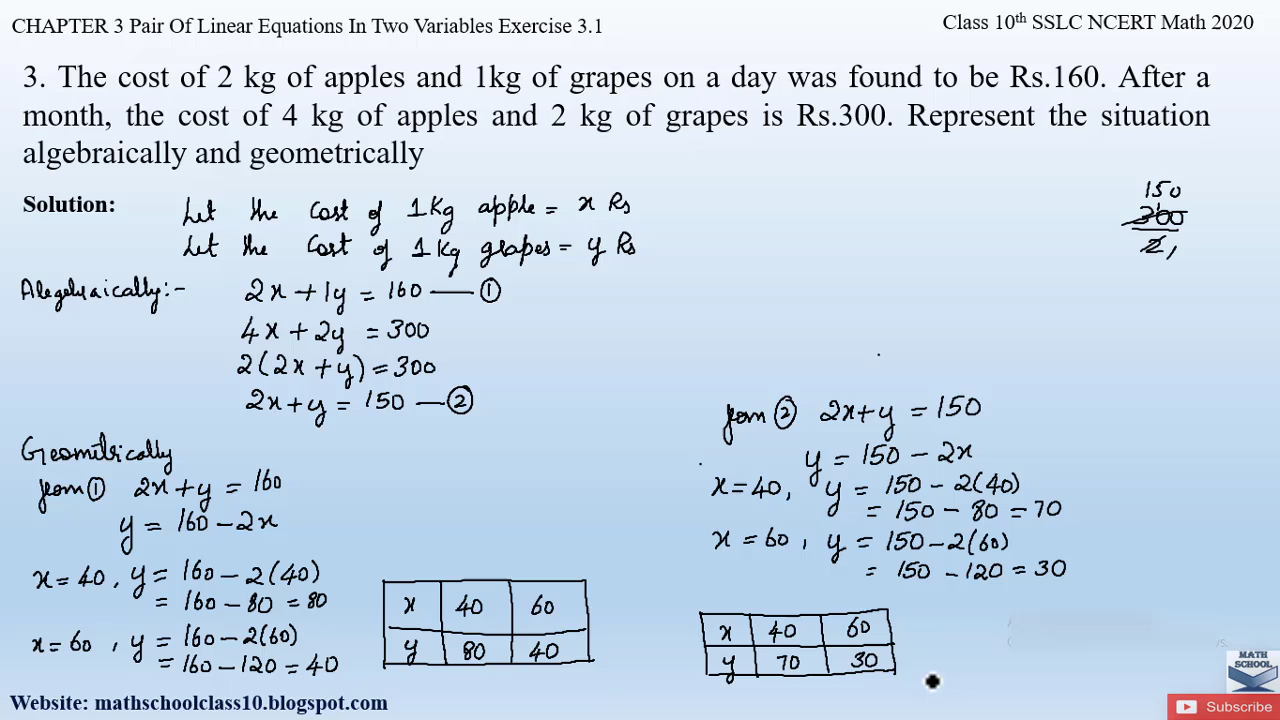 CHAPTER 3 Pair Of Linear Equations In Two Variables Exercise 3.1
Class 10th SSLC NCERT Math 2020
3. The cost of 2 kg of apples and 1kg of grapes on a day was found to be Rs.160. After a
month, the cost of 4 kg of apples and 2 kg of grapes is Rs.300. Represent the situation
algebraically and geometrically
Solution:
Let the Cost of 1Kg apple = x Rs
Let the Cost of 1Kg grapes = y Rs
150
300
2,
Alegebraically:-
2x + 1y = 160 — ①
4x + 2y = 300
2(2x + y) = 300
2x + y = 150 — ②
Geometrically
from ① 2x + y = 160
y = 160 - 2x
x = 40, y = 160 - 2(40)
= 160 - 80 = 80
x = 60, y = 160 - 2(60)
= 160 - 120 = 40
x 40 60
y 80 40
from ② 2x + y = 150
y = 150 - 2x
x = 40, y = 150 - 2(40)
= 150 - 80 = 70
x = 60, y = 150 - 2(60)
= 150 - 120 = 30
x 40 60
y 70 30
MATH
SCHOOL
Subscribe
Website: mathschoolclass10.blogspot.com